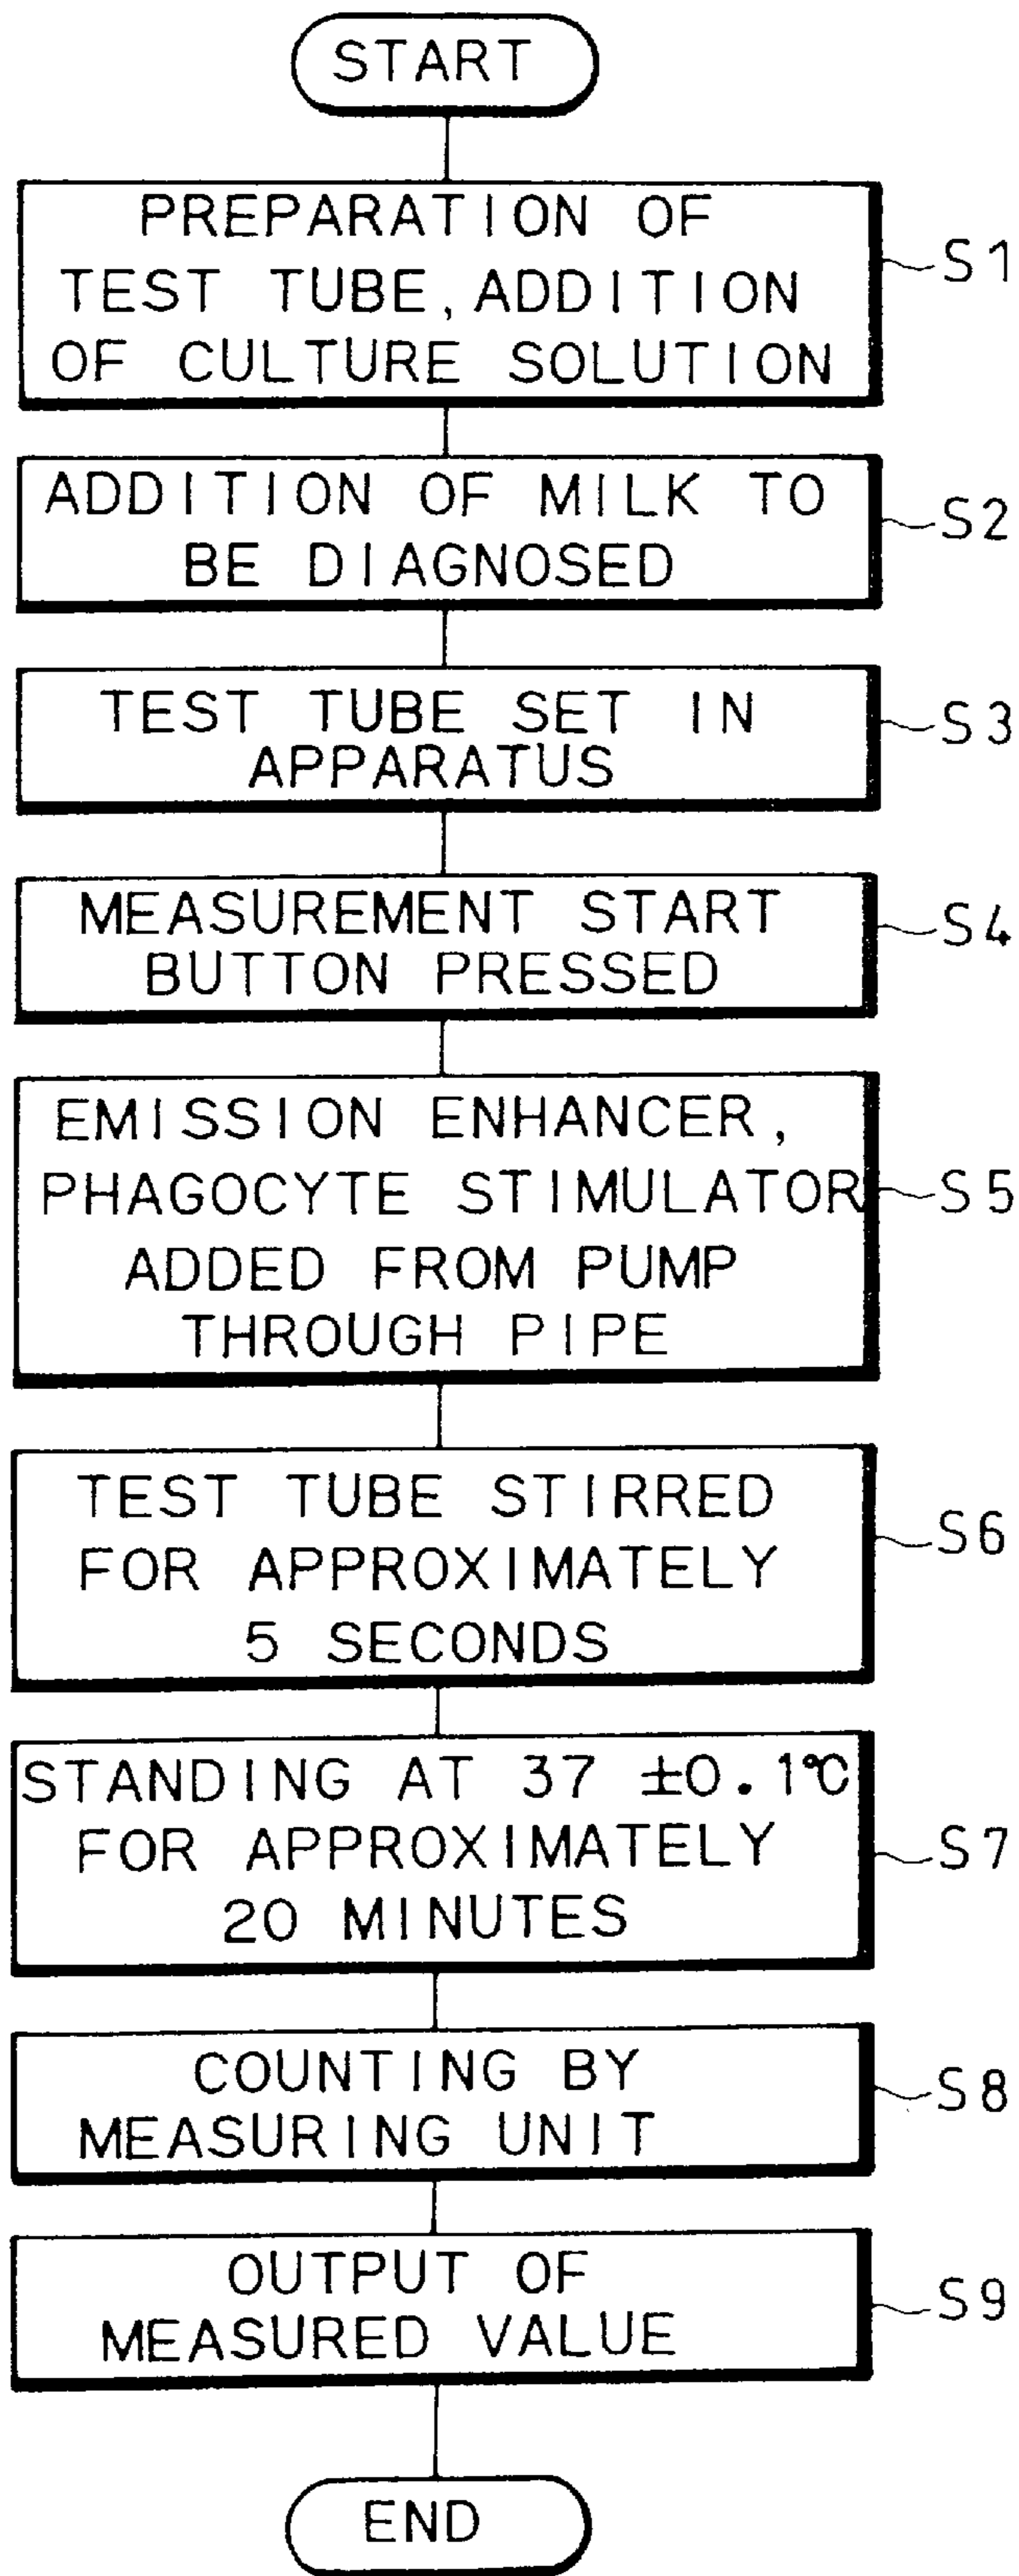 START
PREPARATION OF
TEST TUBE, ADDITION
OF CULTURE SOLUTION
S1
ADDITION OF MILK TO
BE DIAGNOSED
S2
TEST TUBE SET IN
APPARATUS
S3
MEASUREMENT START
BUTTON PRESSED
S4
EMISSION ENHANCER,
PHAGOCYTE STIMULATOR
ADDED FROM PUMP
THROUGH PIPE
S5
TEST TUBE STIRRED
FOR APPROXIMATELY
5 SECONDS
S6
STANDING AT 37 ±0.1℃
FOR APPROXIMATELY
20 MINUTES
S7
COUNTING BY
MEASURING UNIT
S8
OUTPUT OF
MEASURED VALUE
S9
END